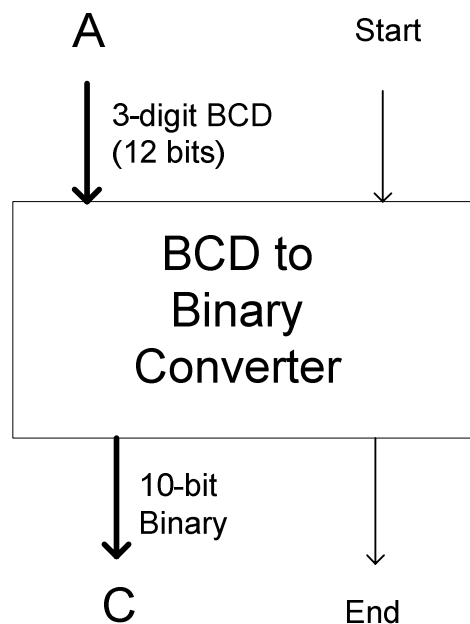 A
Start
3-digit BCD
(12 bits)
BCD to
Binary
Converter
10-bit
Binary
C
End